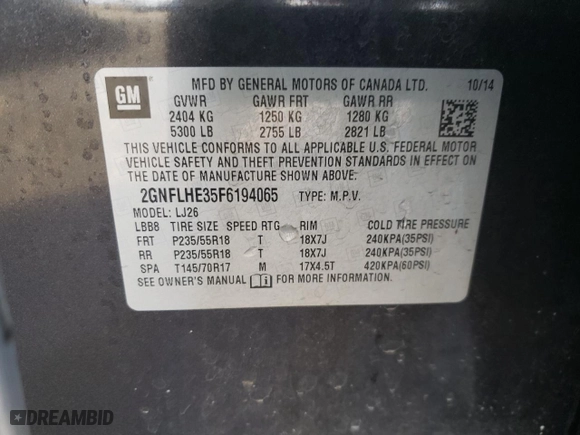 GM
MFD BY GENERAL MOTORS OF CANADA LTD. 10/14
GVWR GAWR FRT GAWR RR
2404 KG 1250 KG 1280 KG
5300 LB 2755 LB 2821 LB
THIS VEHICLE CONFORMS TO ALL APPLICABLE U.S. FEDERAL MOTOR
VEHICLE SAFETY AND THEFT PREVENTION STANDARDS IN EFFECT ON
THE DATE OF MANUFACTURE SHOWN ABOVE.
2GNFLHE35F6194065 TYPE: M.P.V.
MODEL: LJ26
LBB8 TIRE SIZE SPEED RTG RIM COLD TIRE PRESSURE
FRT P235/55R18 T 18X7J 240KPA(35PSI)
RR P235/55R18 T 18X7J 240KPA(35PSI)
SPA T145/70R17 M 17X4.5T 420KPA(60PSI)
SEE OWNER'S MANUAL FOR MORE INFORMATION.
DREAMBID